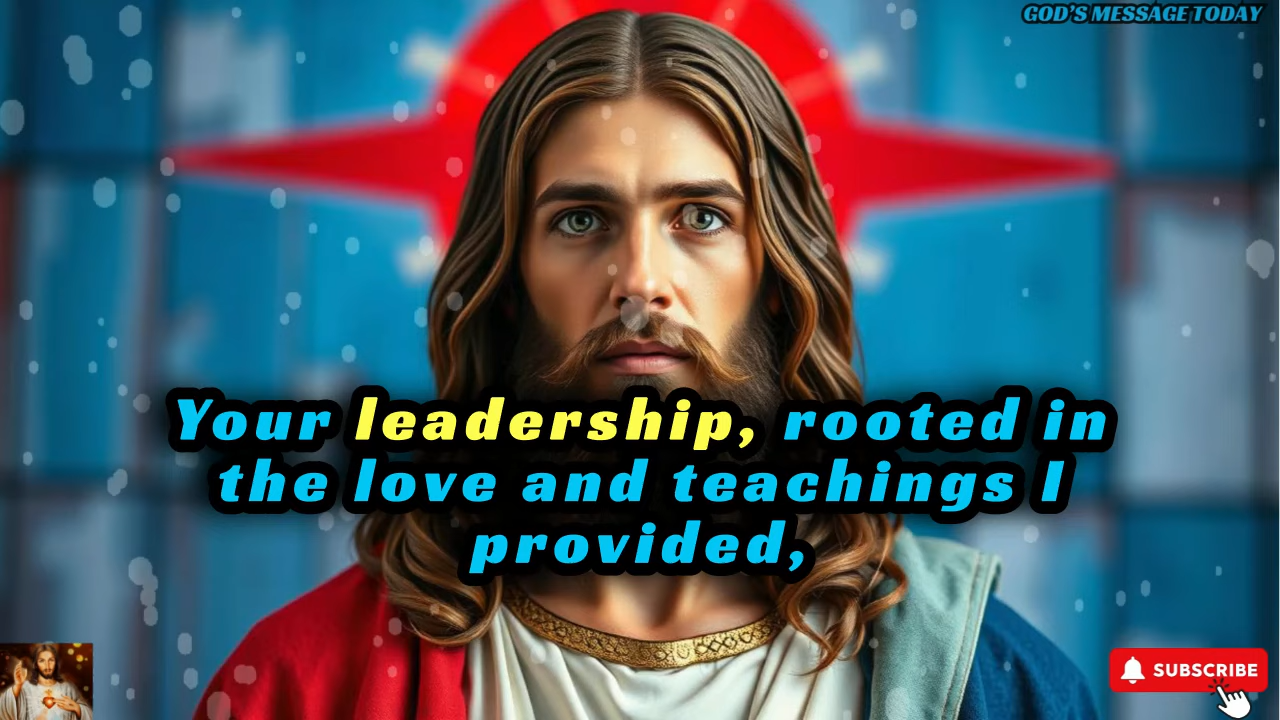 GOD'S MESSAGE TODAY
Your leadership, rooted in
the love and teachings I
provided,
SUBSCRIBE